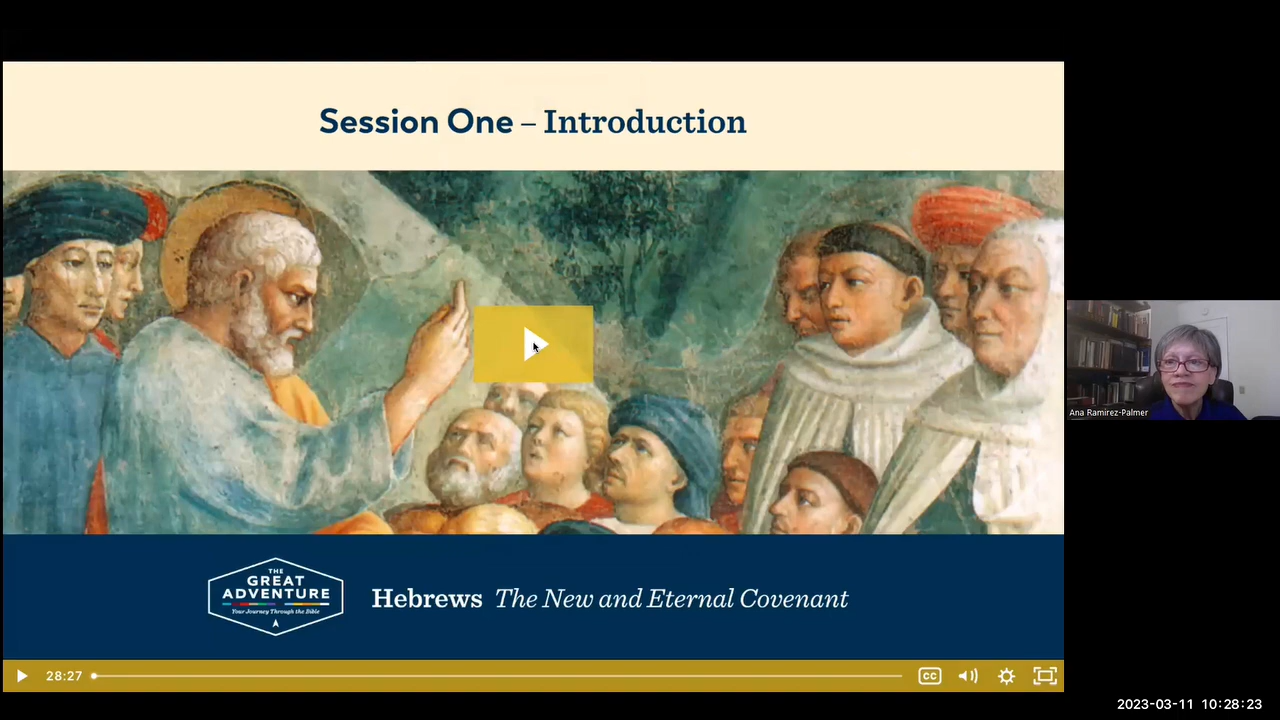 Session One – Introduction
THE
GREAT
ADVENTURE
Your Journey Through the Bible
Hebrews The New and Eternal Covenant
28:27
CC
Ana Ramirez-Palmer
2023-03-11 10:28:23